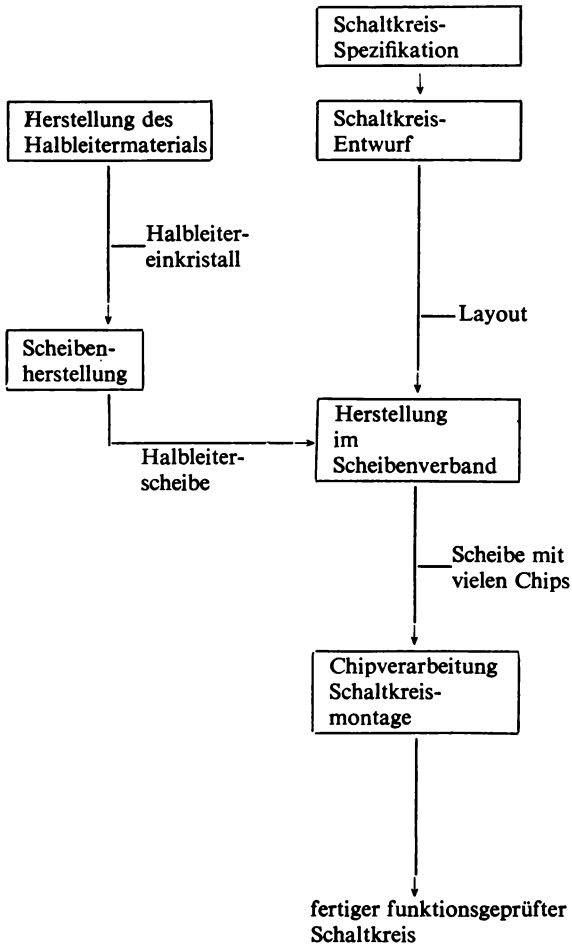 Schaltkreis-
Spezifikation
Herstellung des
Halbleitermaterials
Schaltkreis-
Entwurf
Halbleiter-
einkristall
Layout
Scheiben-
herstellung
Herstellung
im
Scheibenverband
Halbleiter-
scheibe
Scheibe mit
vielen Chips
Chipverarbeitung
Schaltkreis-
montage
fertiger funktionsgeprüfter
Schaltkreis